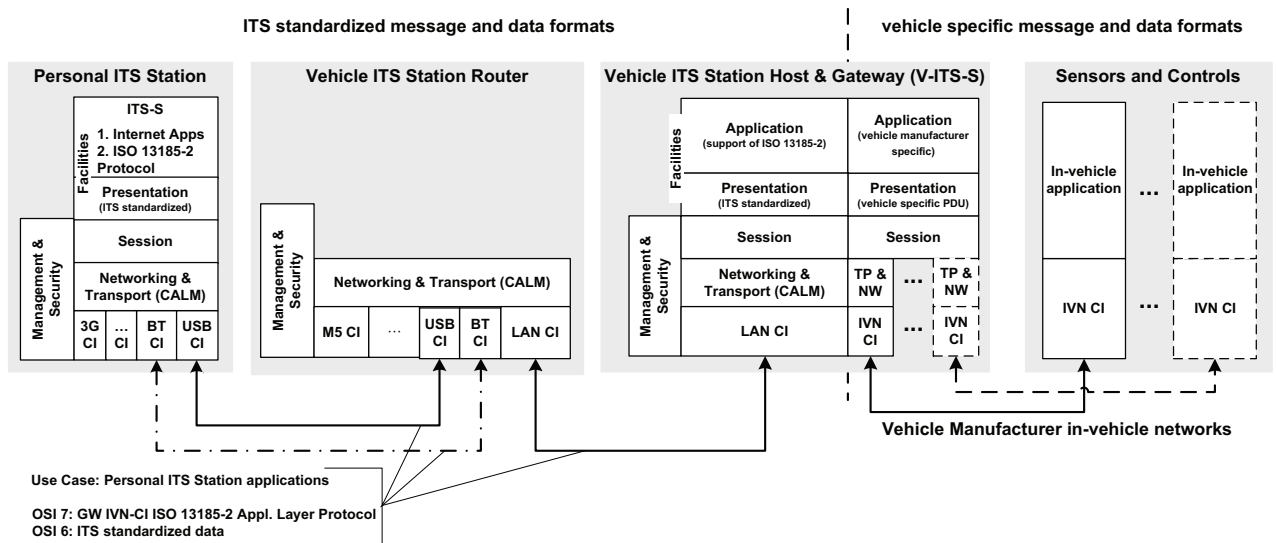 ITS standardized message and data formats
vehicle specific message and data formats
Personal ITS Station
ITS-S
1. Internet Apps
2. ISO 13185-2
Protocol
Facilities
Presentation
(ITS standardized)
Session
Management &
Security
Networking &
Transport (CALM)
3G
CI
...
CI
BT
CI
USB
CI
Vehicle ITS Station Router
Management &
Security
Networking & Transport (CALM)
M5 CI
...
USB
CI
BT
CI
LAN CI
Vehicle ITS Station Host & Gateway (V-ITS-S)
Facilities
Application
(support of ISO 13185-2)
Application
(vehicle manufacturer
specific)
Presentation
(ITS standardized)
Presentation
(vehicle specific PDU)
Management &
Security
Session
Session
Networking &
Transport (CALM)
TP &
NW
...
TP &
NW
LAN CI
IVN
CI
...
IVN
CI
Sensors and Controls
In-vehicle
application
...
In-vehicle
application
IVN CI
...
IVN CI
Vehicle Manufacturer in-vehicle networks
Use Case: Personal ITS Station applications
OSI 7: GW IVN-CI ISO 13185-2 Appl. Layer Protocol
OSI 6: ITS standardized data